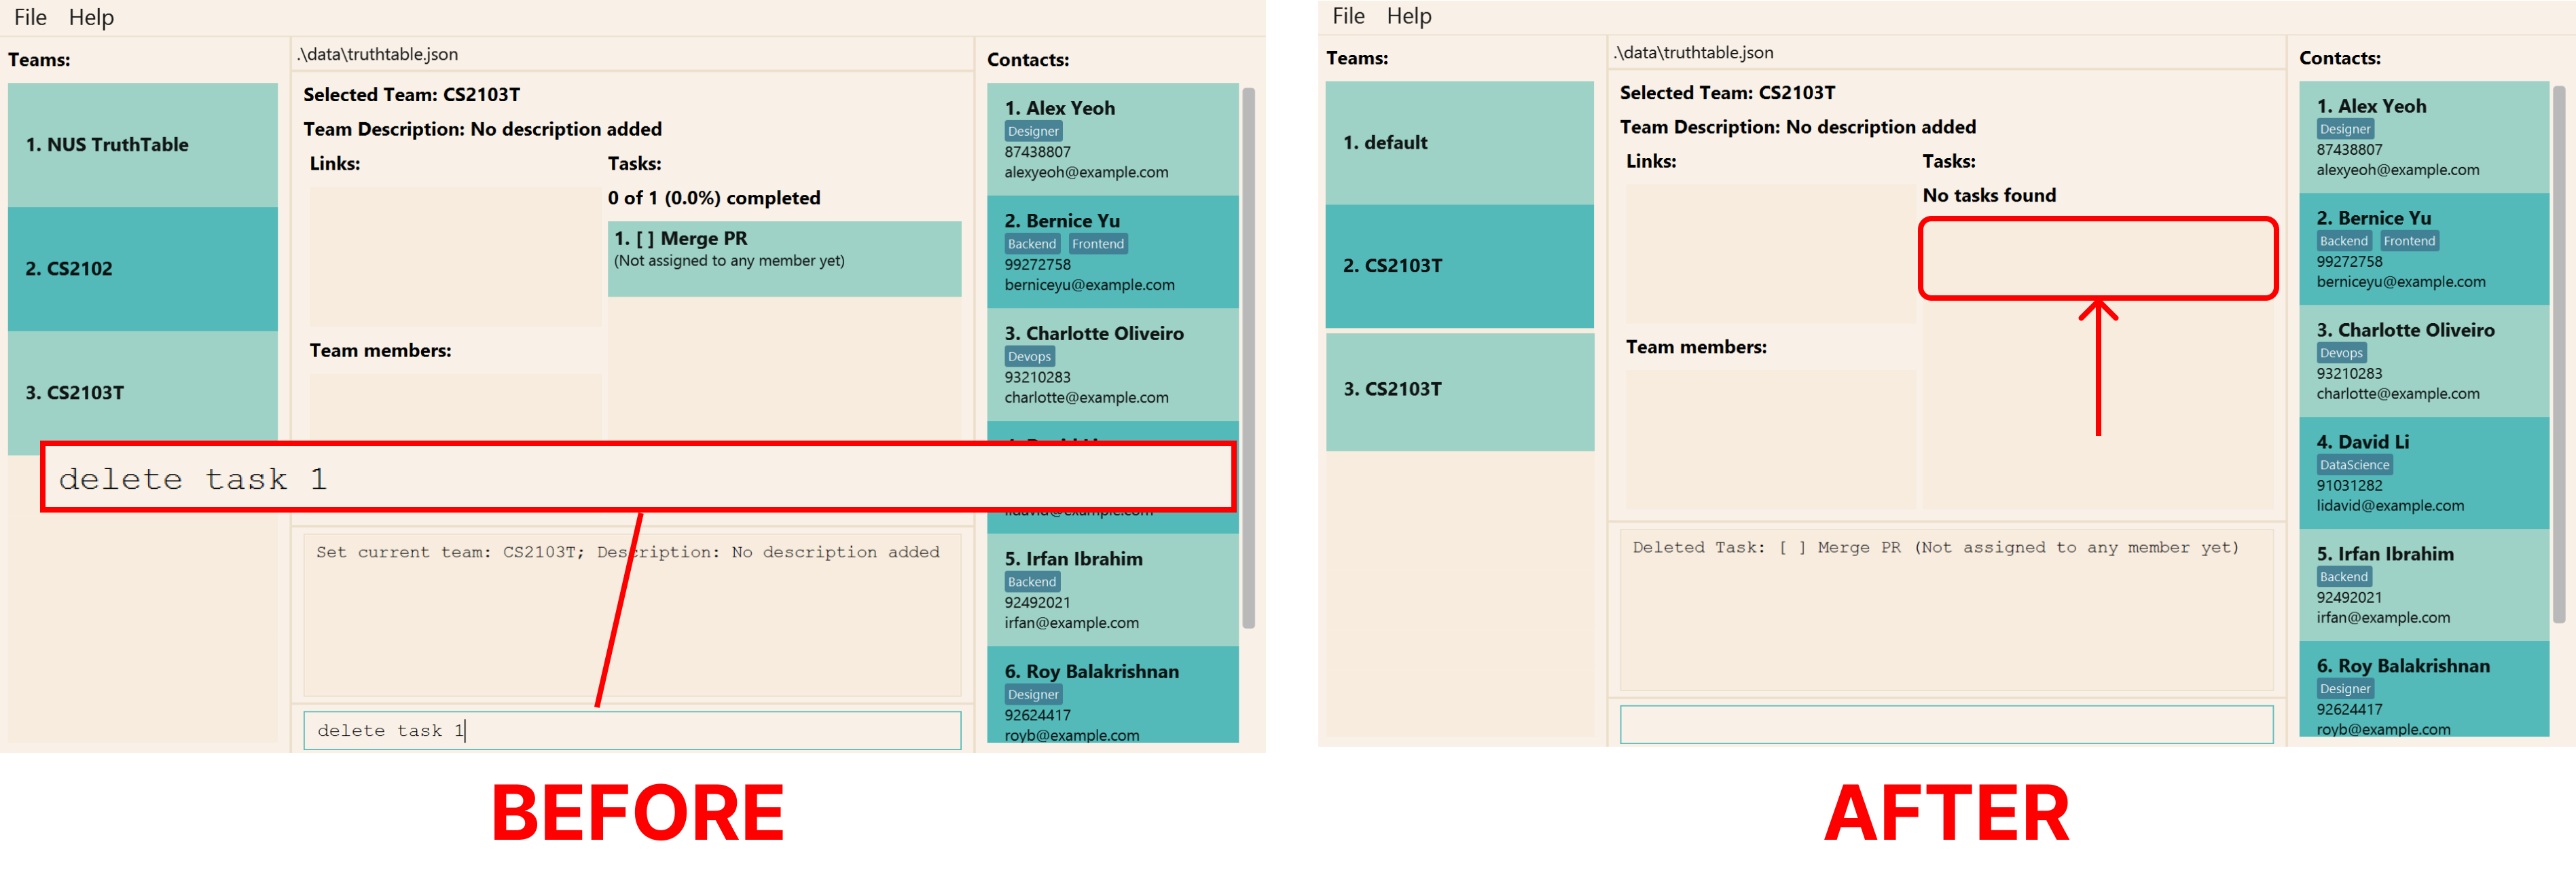 File Help
Teams:
1. NUS TruthTable
2. CS2102
3. CS2103T
.\data\truthtable.json
Selected Team: CS2103T
Team Description: No description added
Links:
Tasks:
0 of 1 (0.0%) completed
1. [ ] Merge PR
(Not assigned to any member yet)
Team members:
delete task 1
Set current team: CS2103T; Description: No description added
delete task 1
Contacts:
1. Alex Yeoh
Designer
87438807
alexyeoh@example.com
2. Bernice Yu
Backend Frontend
99272758
berniceyu@example.com
3. Charlotte Oliveiro
Devops
93210283
charlotte@example.com
lidavid@example.com
5. Irfan Ibrahim
Backend
92492021
irfan@example.com
6. Roy Balakrishnan
Designer
92624417
royb@example.com
BEFORE
File Help
Teams:
1. default
2. CS2103T
3. CS2103T
.\data\truthtable.json
Selected Team: CS2103T
Team Description: No description added
Links:
Tasks:
No tasks found
Team members:
Deleted Task: [ ] Merge PR (Not assigned to any member yet)
Contacts:
1. Alex Yeoh
Designer
87438807
alexyeoh@example.com
2. Bernice Yu
Backend Frontend
99272758
berniceyu@example.com
3. Charlotte Oliveiro
Devops
93210283
charlotte@example.com
4. David Li
DataScience
91031282
lidavid@example.com
5. Irfan Ibrahim
Backend
92492021
irfan@example.com
6. Roy Balakrishnan
Designer
92624417
royb@example.com
AFTER